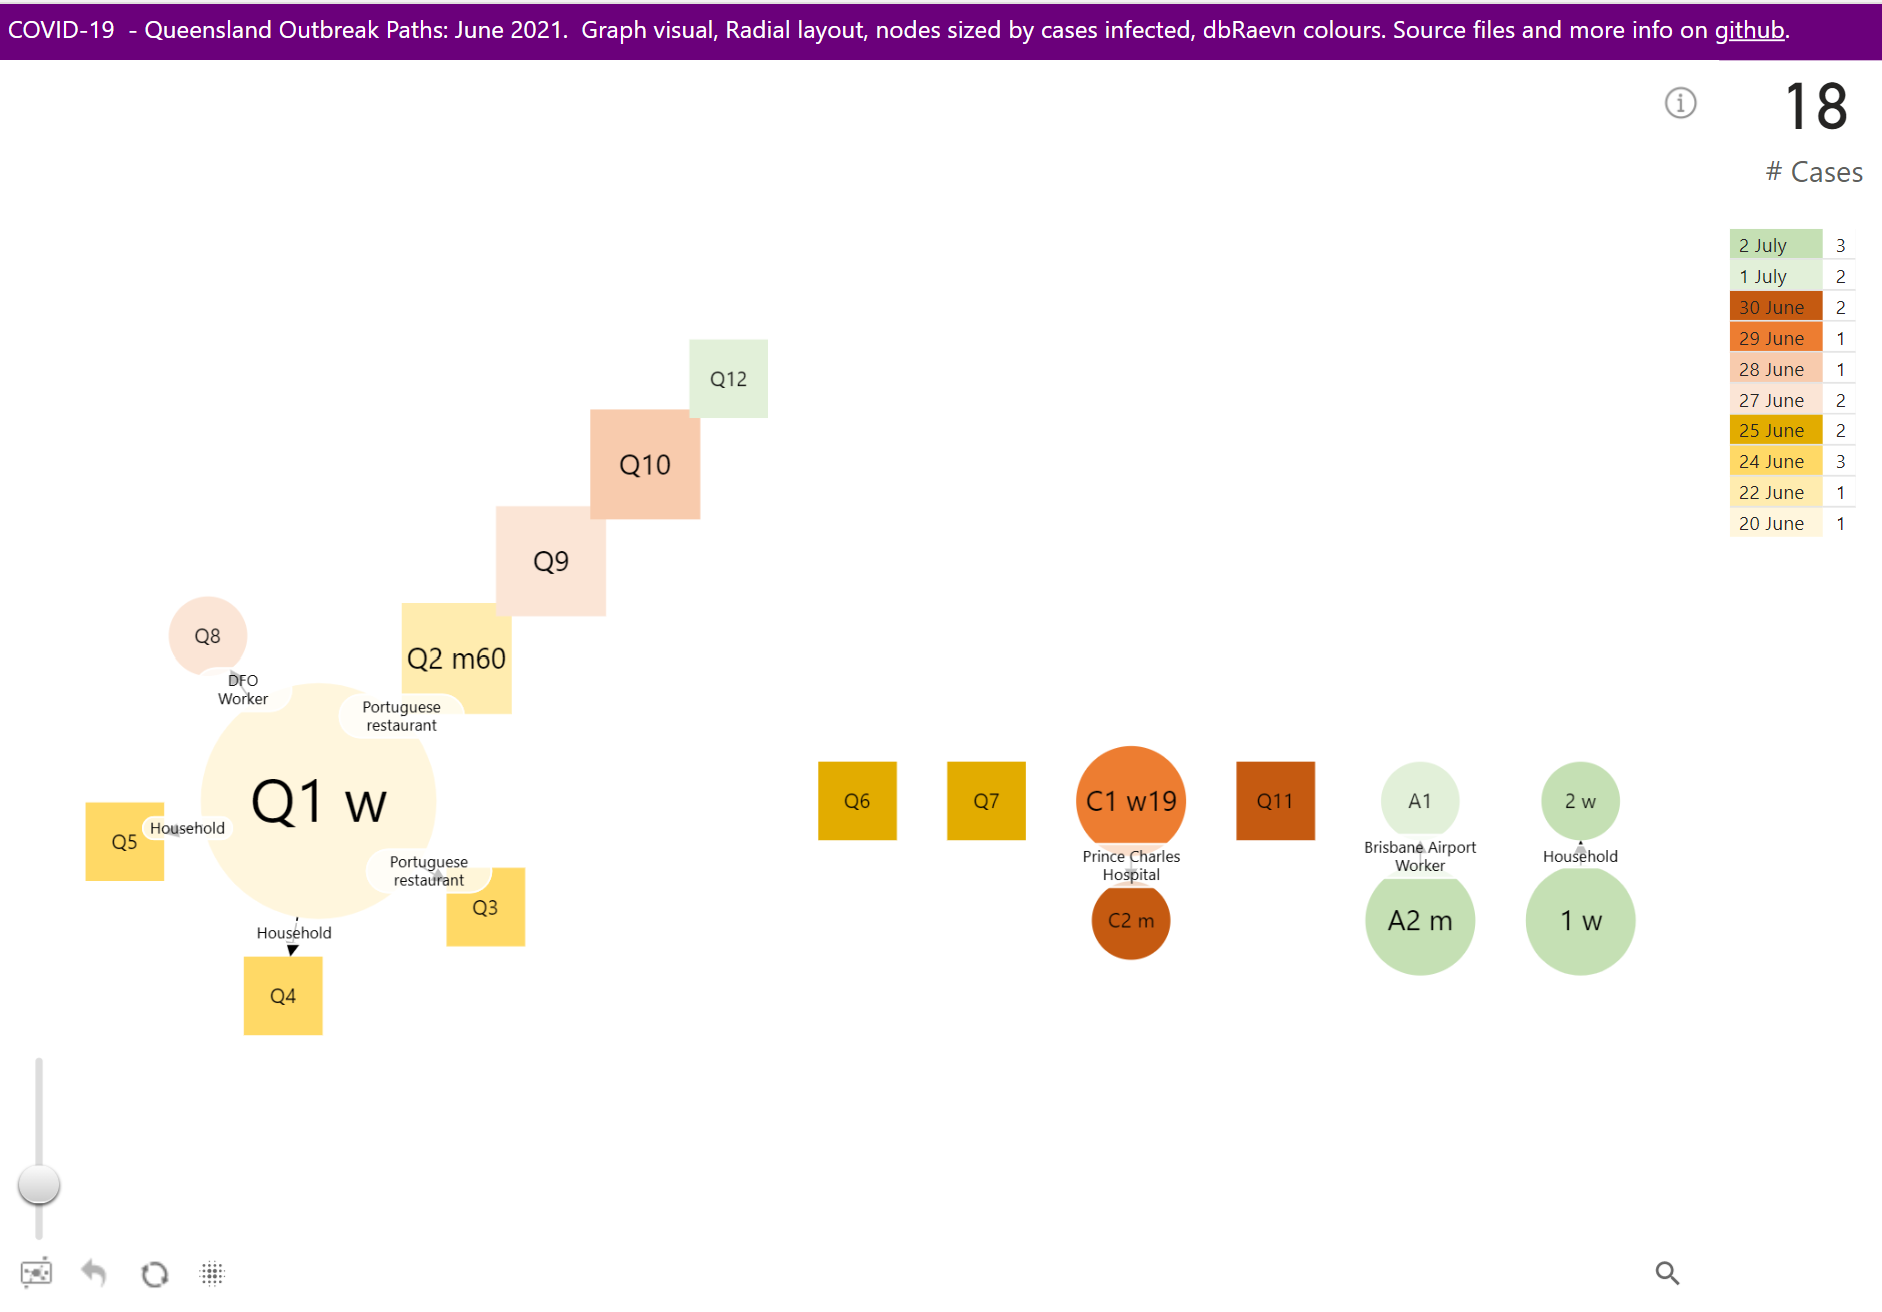 COVID-19  - Queensland Outbreak Paths: June 2021.  Graph visual, Radial layout, nodes sized by cases infected, dbRaevn colours. Source files and more info on github.
18
# Cases
2 July 3
1 July 2
30 June 2
29 June 1
28 June 1
27 June 2
25 June 2
24 June 3
22 June 1
20 June 1
Q12
Q10
Q9
Q8
Q2 m60
DFO
Worker
Portuguese
restaurant
Q1 w
Q5
Household
Portuguese
restaurant
Q3
Household
Q4
Q6
Q7
C1 w19
Q11
A1
2 w
Prince Charles
Hospital
Brisbane Airport
Worker
Household
C2 m
A2 m
1 w